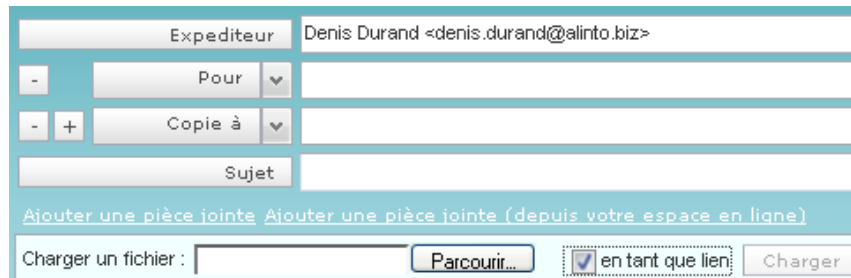 Expediteur Denis Durand <denis.durand@alinto.biz>
- Pour
- + Copie à
Sujet
Ajouter une pièce jointe Ajouter une pièce jointe (depuis votre espace en ligne)
Charger un fichier : Parcourir... en tant que lien Charger